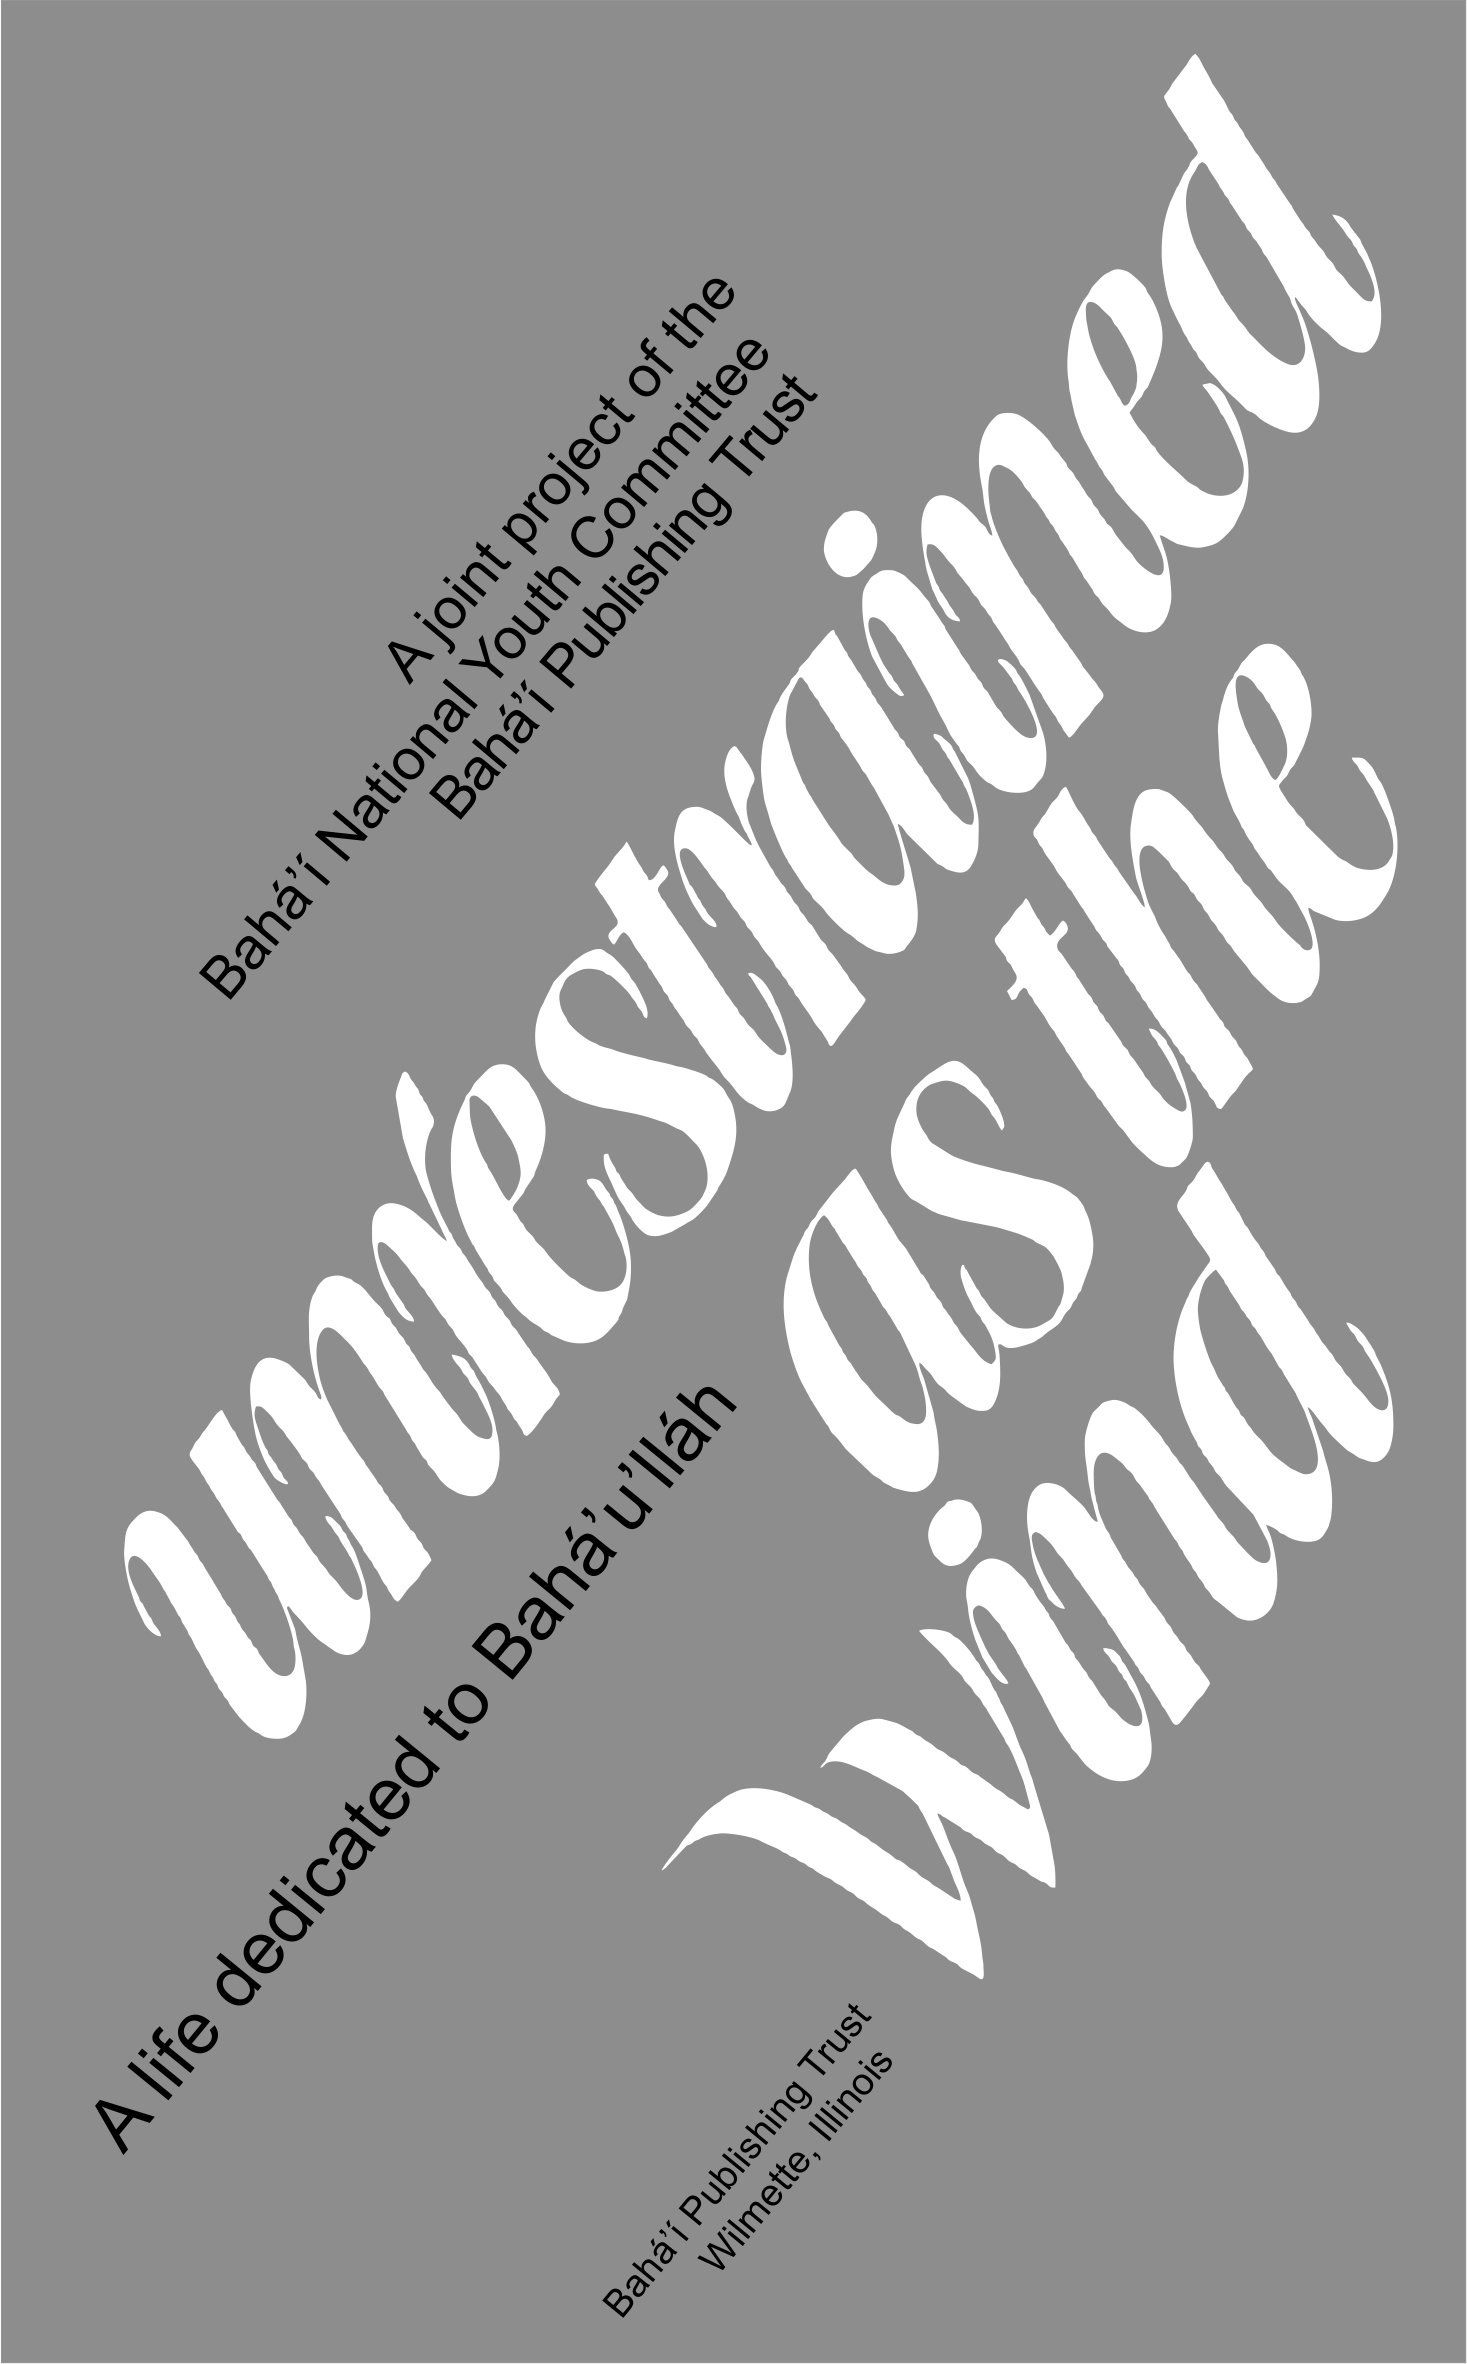 A joint project of the
Bahá’í National Youth Committee
Bahá’í Publishing Trust
unrestrained
as the
wind
A life dedicated to Bahá’u’lláh
Bahá’í Publishing Trust
Wilmette, Illinois